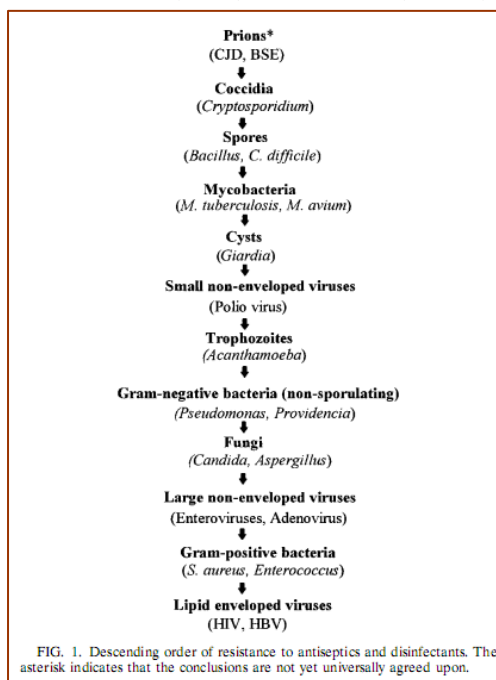 Prions*
(CJD, BSE)
Coccidia
(Cryptosporidium)
Spores
(Bacillus, C. difficile)
Mycobacteria
(M. tuberculosis, M. avium)
Cysts
(Giardia)
Small non-enveloped viruses
(Polio virus)
Trophozoites
(Acanthamoeba)
Gram-negative bacteria (non-sporulating)
(Pseudomonas, Providencia)
Fungi
(Candida, Aspergillus)
Large non-enveloped viruses
(Enteroviruses, Adenovirus)
Gram-positive bacteria
(S. aureus, Enterococcus)
Lipid enveloped viruses
(HIV, HBV)
FIG. 1. Descending order of resistance to antiseptics and disinfectants. The
asterisk indicates that the conclusions are not yet universally agreed upon.